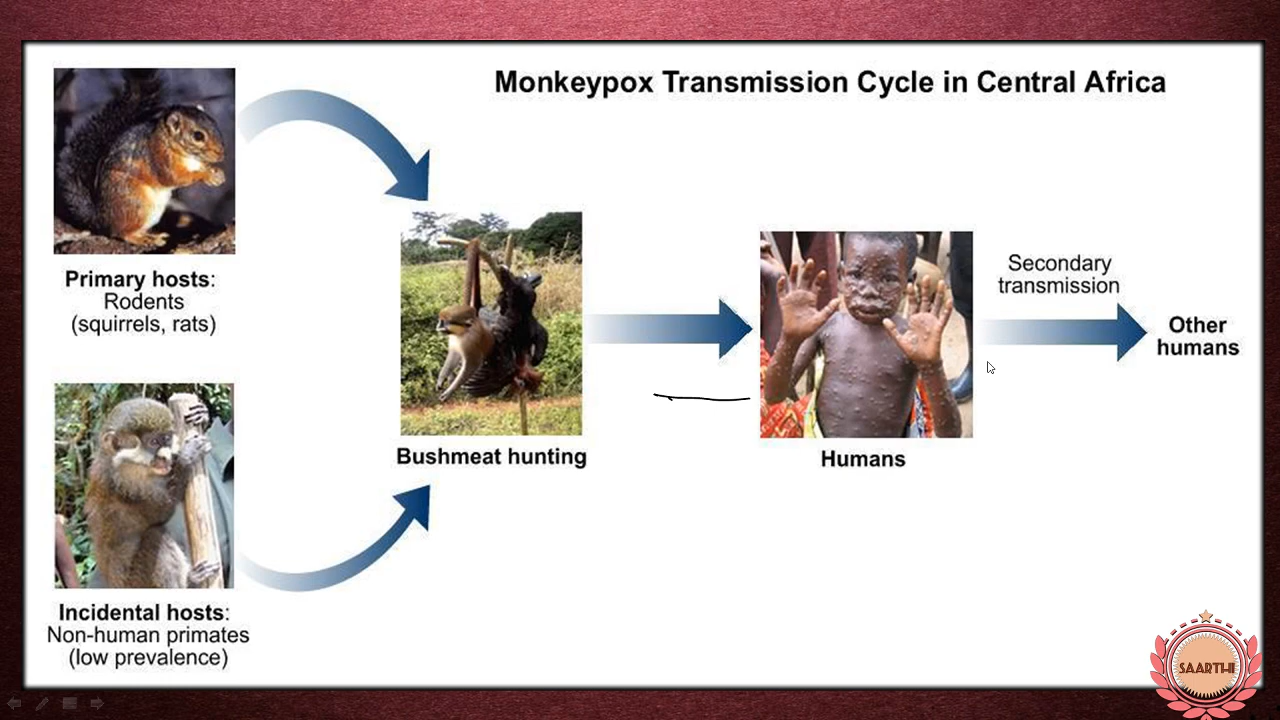 Monkeypox Transmission Cycle in Central Africa
Primary hosts:
Rodents
(squirrels, rats)
Incidental hosts:
Non-human primates
(low prevalence)
Bushmeat hunting
Humans
Secondary
transmission
Other
humans
SAARTHI